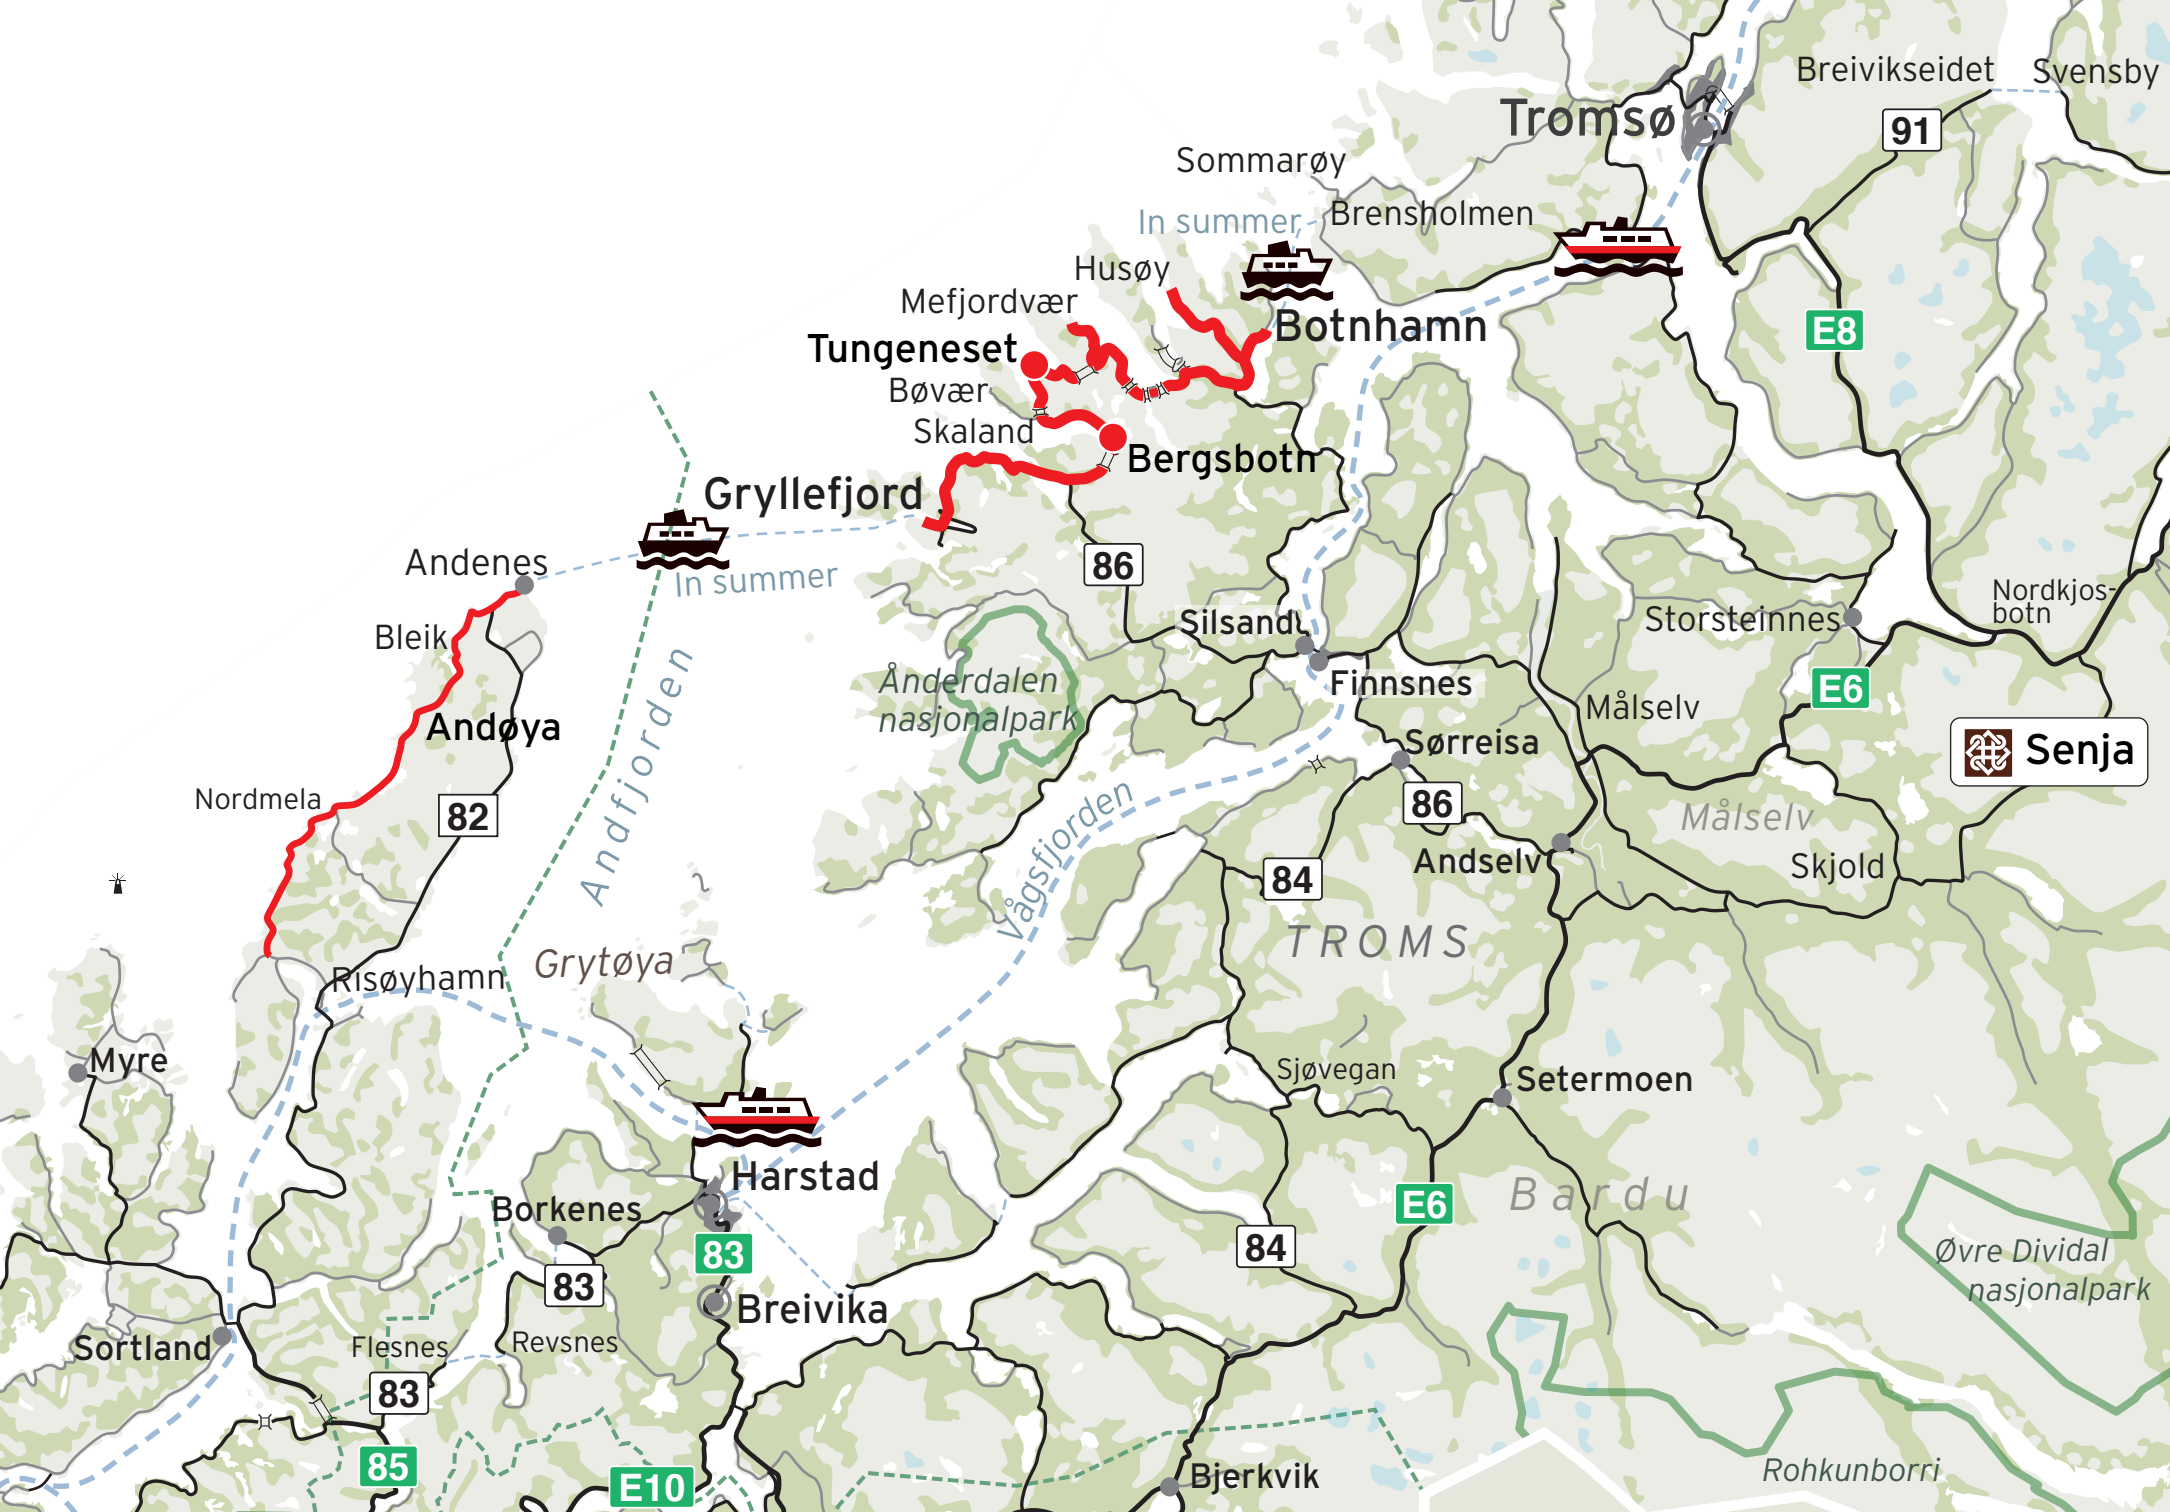 Breivikseidet
Svensby
Tromsø
91
Sommarøy
Brensholmen
In summer
Husøy
Mefjordvær
Botnhamn
E8
Tungeneset
Bøvær
Skaland
Bergsbotn
Gryllefjord
Andenes
In summer
86
Nordkjos-
botn
Storsteinnes
Silsand
Bleik
Finnsnes
Ånderdalen
nasjonalpark
E6
Målselv
Andøya
Sørreisa
Senja
Andfjorden
Nordmela
82
86
Vågsfjorden
Målselv
Andselv
Skjold
84
TROMS
Grytøya
Risøyhamn
Myre
Sjøvegan
Setermoen
Harstad
Bardu
E6
Borkenes
83
84
Øvre Dividal
nasjonalpark
83
Breivika
Sortland
Flesnes
Revsnes
83
85
E10
Bjerkvik
Rohkunborri